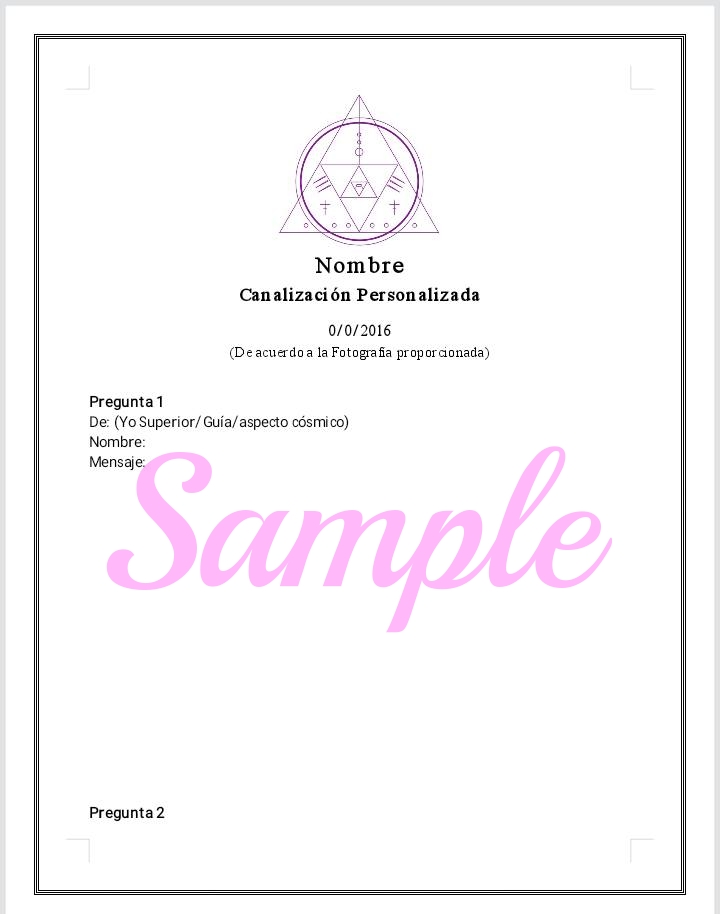 Nombre
Canalización Personalizada
0/0/2016
(De acuerdo a la Fotografía proporcionada)
Pregunta 1
De: (Yo Superior/Guía/aspecto cósmico)
Nombre:
Mensaje:
Sample
Pregunta 2